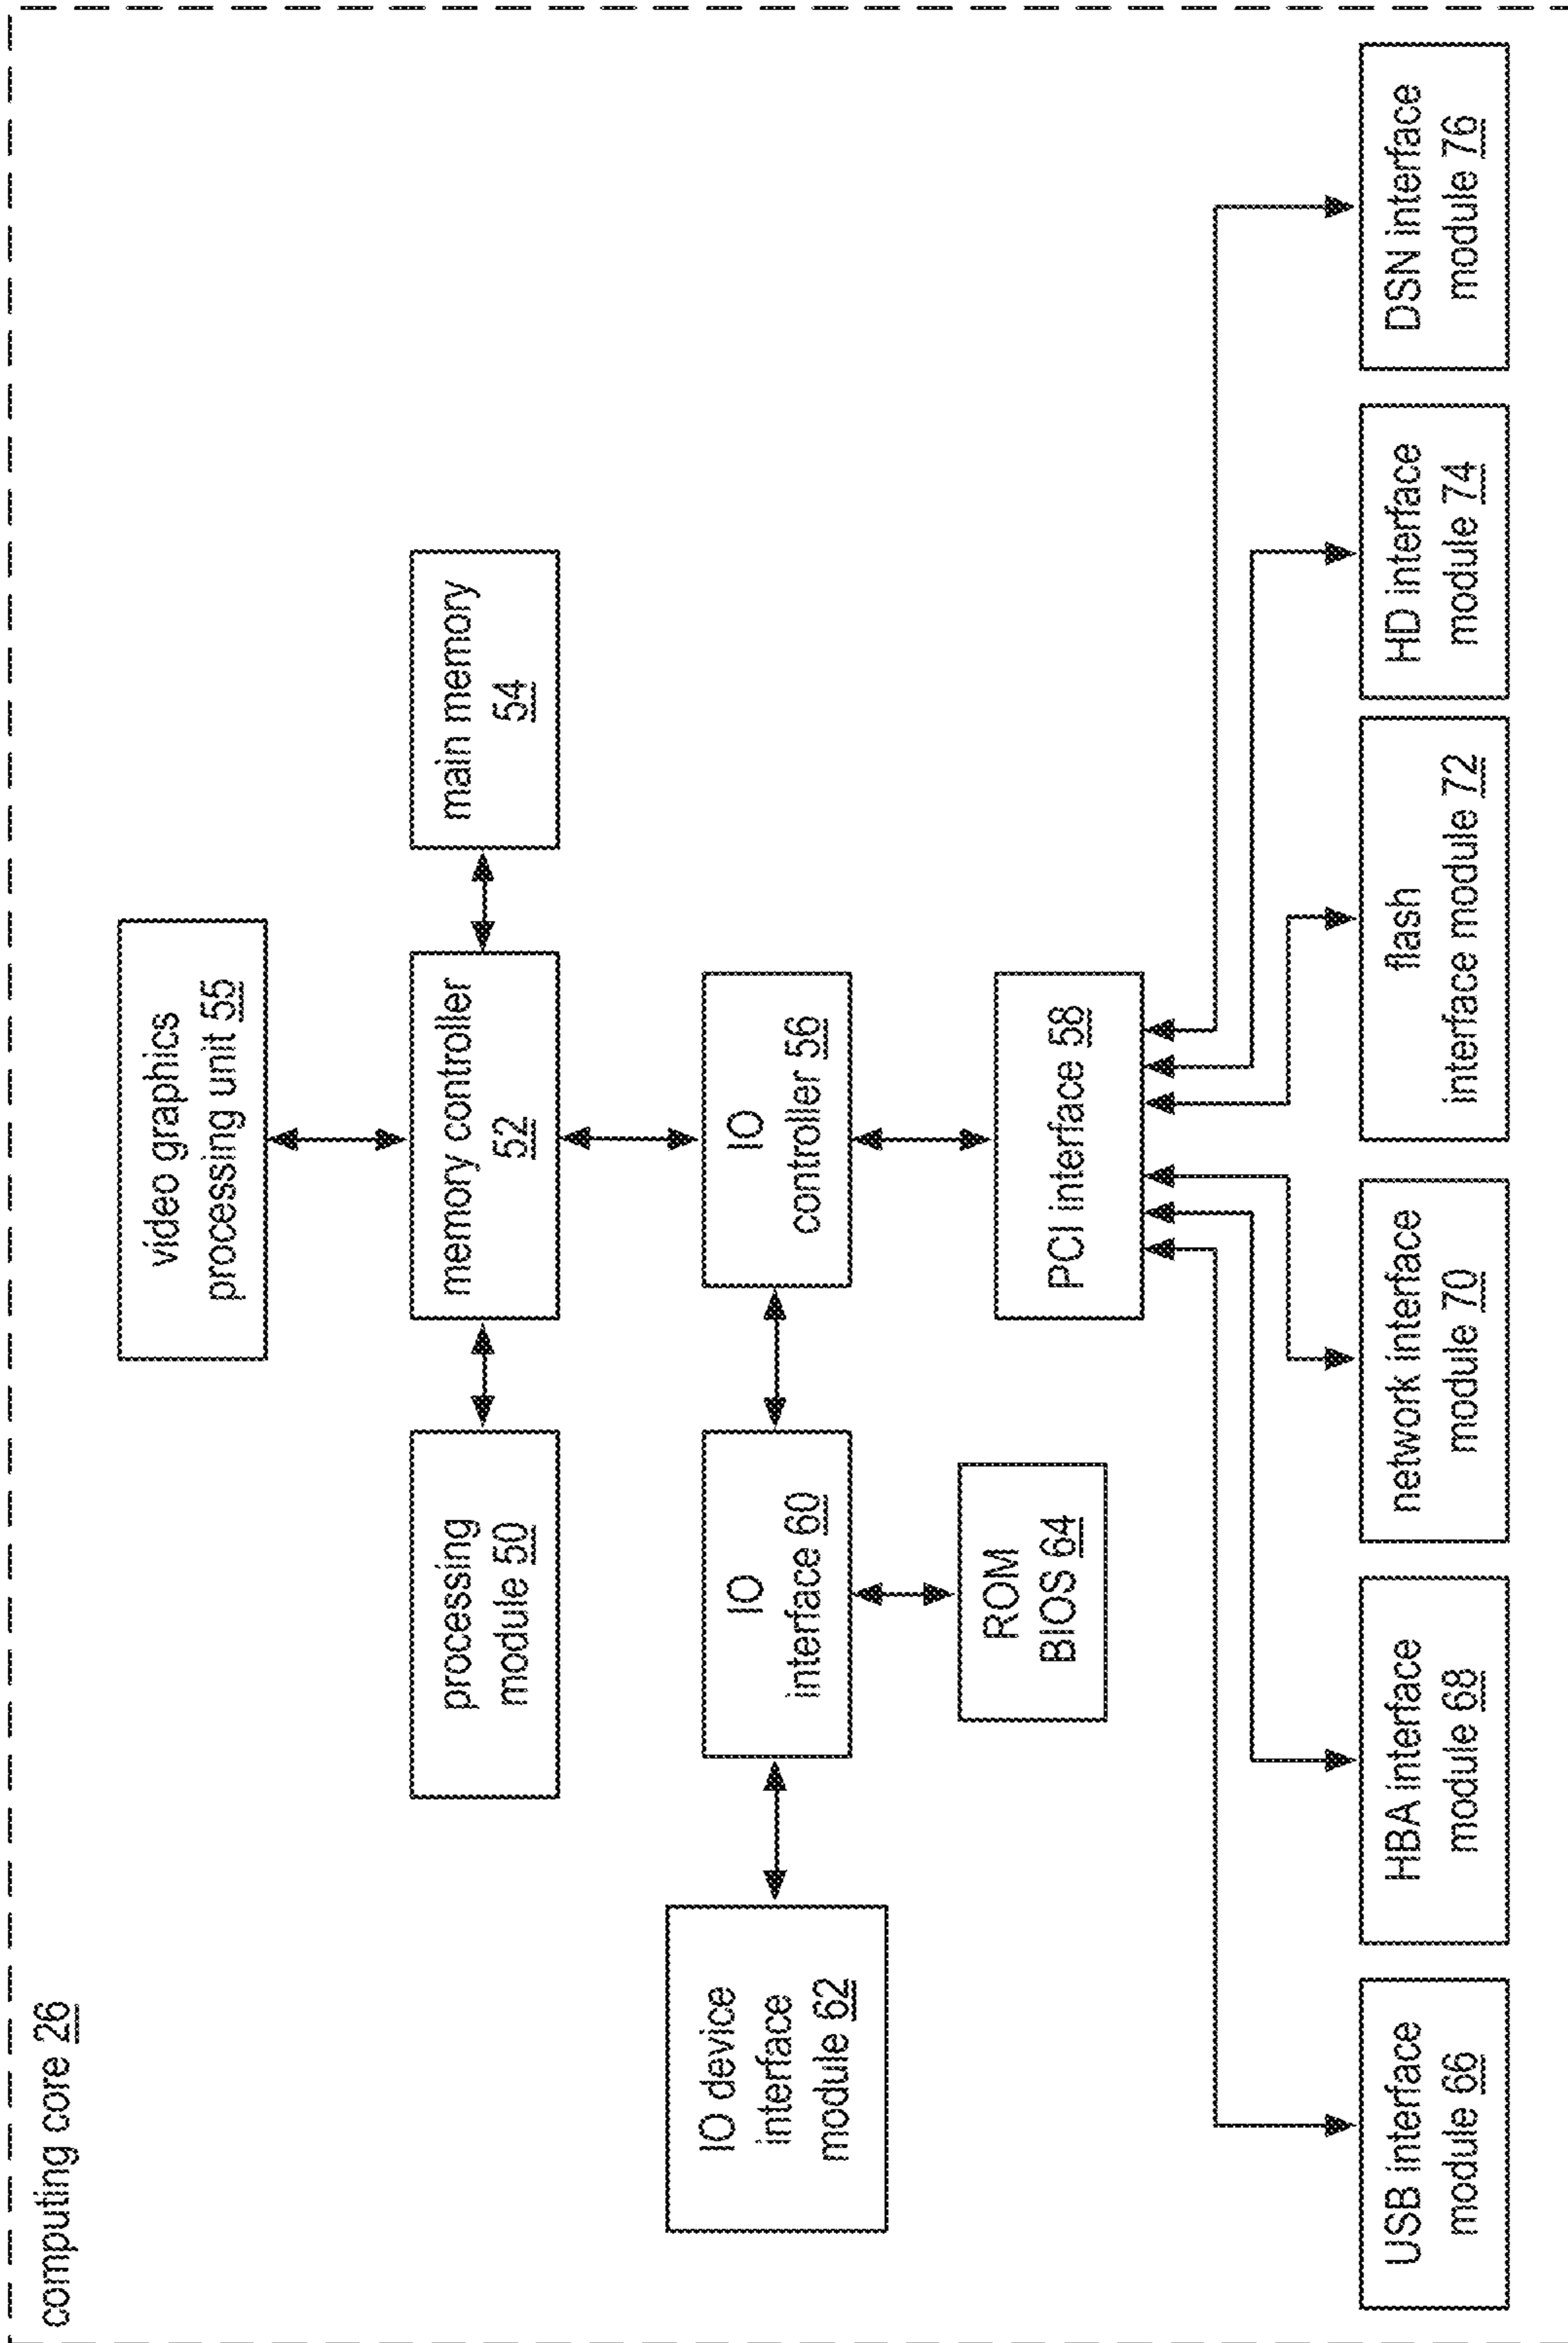 computing core 26
video graphics
processing unit 55
processing
module 50
memory controller
52
main memory
54
IO device
interface
module 62
IO
interface 60
IO
controller 56
ROM
BIOS 64
PCI interface 58
USB interface
module 66
HBA interface
module 68
network interface
module 70
flash
interface module 72
HD interface
module 74
DSN interface
module 76